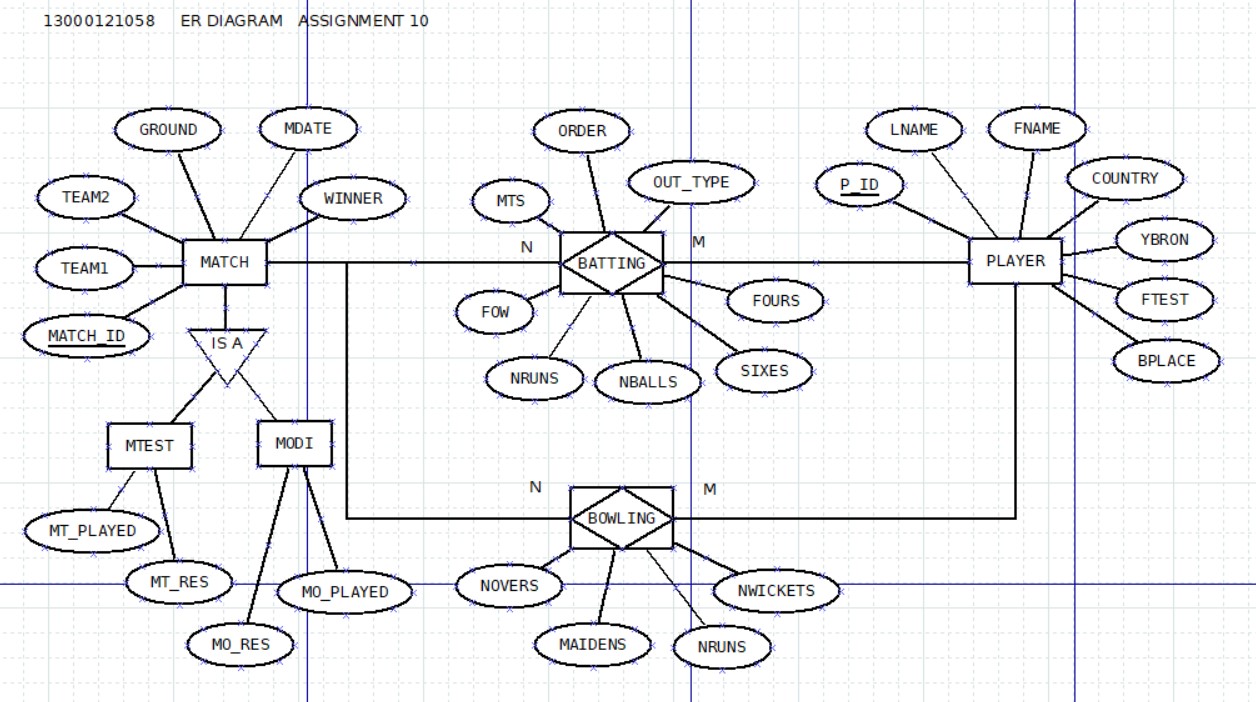 13000121058 ER DIAGRAM ASSIGNMENT 10
GROUND
MDATE
ORDER
LNAME
FNAME
TEAM2
WINNER
MTS
OUT_TYPE
P_ID
COUNTRY
N
M
YBRON
TEAM1
MATCH
BATTING
PLAYER
FOW
FOURS
FTEST
MATCH_ID
IS A
NRUNS
NBALLS
SIXES
BPLACE
MTEST
MODI
N
M
BOWLING
MT_PLAYED
MT_RES
MO_PLAYED
NOVERS
NWICKETS
MO_RES
MAIDENS
NRUNS